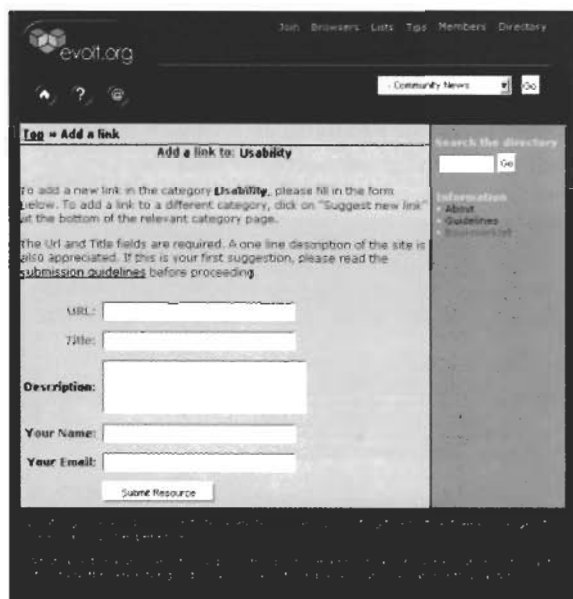 Join Browsers Lists Tips Members Directory
evolt.org
? @
- Community News Go
Top » Add a link
Add a link to: Usability
To add a new link in the category Usability, please fill in the form
below. To add a link to a different category, click on "Suggest new link"
at the bottom of the relevant category page.
The Url and Title fields are required. A one line description of the site is
also appreciated. If this is your first suggestion, please read the
submission guidelines before proceeding.
URL:
Title:
Description:
Your Name:
Your Email:
Submit Resource
Search the directory
Go
Information
• About
• Guidelines